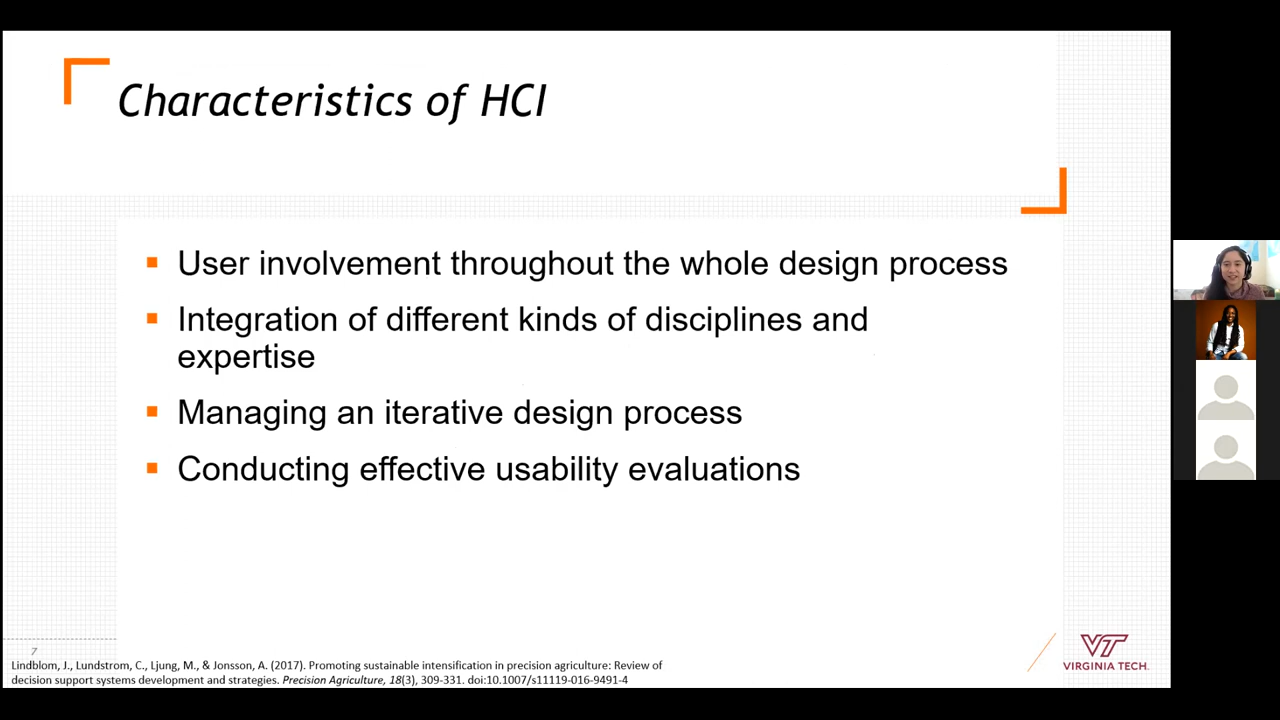 Characteristics of HCI
User involvement throughout the whole design process
Integration of different kinds of disciplines and
expertise
Managing an iterative design process
Conducting effective usability evaluations
7
Lindblom, J., Lundstrom, C., Ljung, M., & Jonsson, A. (2017). Promoting sustainable intensification in precision agriculture: Review of
decision support systems development and strategies. Precision Agriculture, 18(3), 309-331. doi:10.1007/s11119-016-9491-4
VT
VIRGINIA TECH.